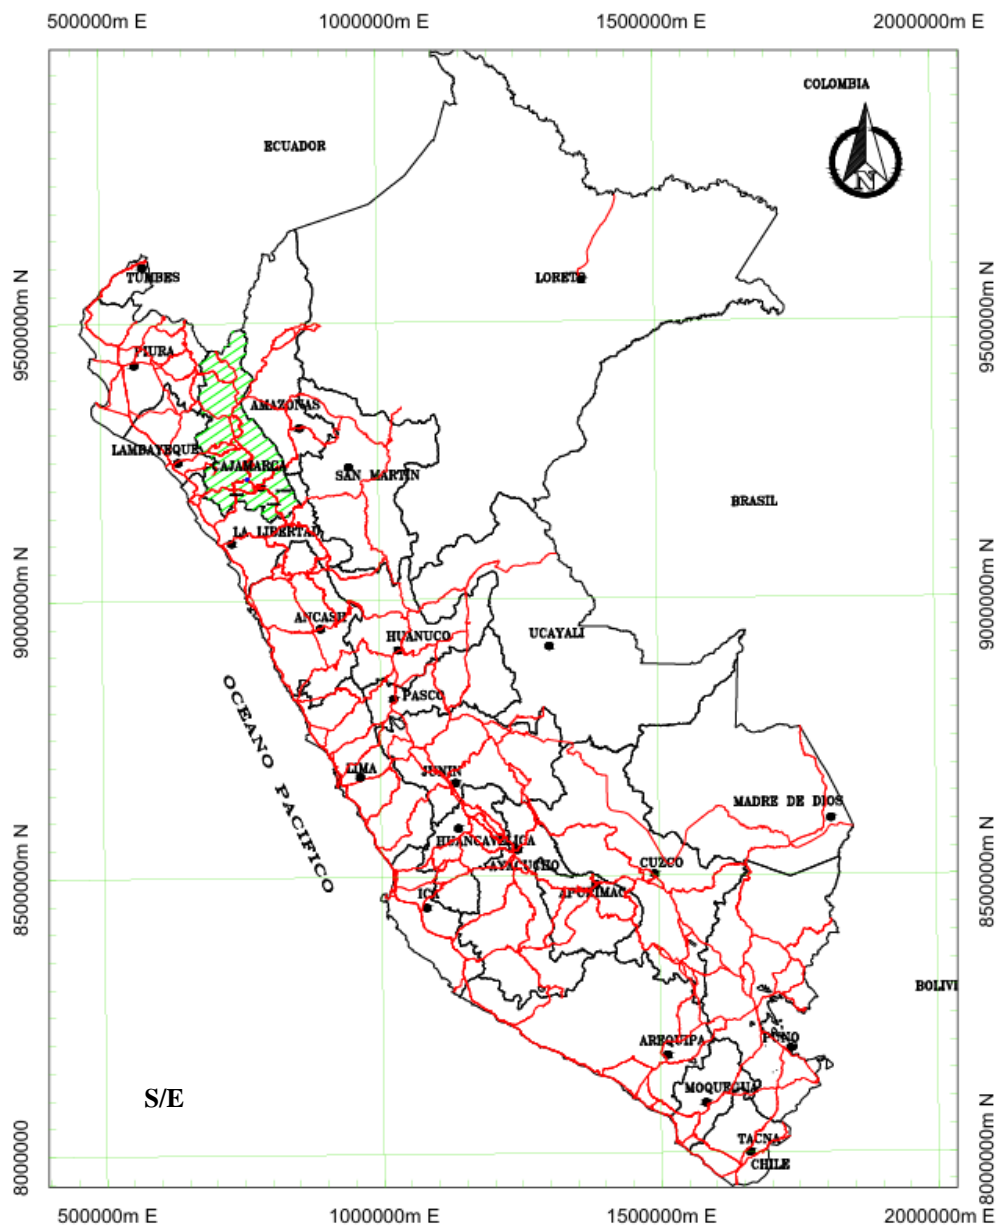 500000m E
1000000m E
1500000m E
2000000m E
COLOMBIA
ECUADOR
N
9500000m N
9500000m N
TUMBES
LORETO
PIURA
AMAZONAS
LAMBAYEQUE
CAJAMARCA
SAN MARTIN
BRASIL
LA LIBERTAD
9000000m N
9000000m N
ANCASH
HUANUCO
UCAYALI
PASCO
OCEANO PACIFICO
LIMA
JUNIN
MADRE DE DIOS
HUANCAVELICA
AYACUCHO
CUZCO
8500000m N
8500000m N
ICA
APURIMAC
BOLIVI
AREQUIPA
PUNO
MOQUEGUA
S/E
TACNA
CHILE
8000000
8000000m N
500000m E
1000000m E
1500000m E
2000000m E